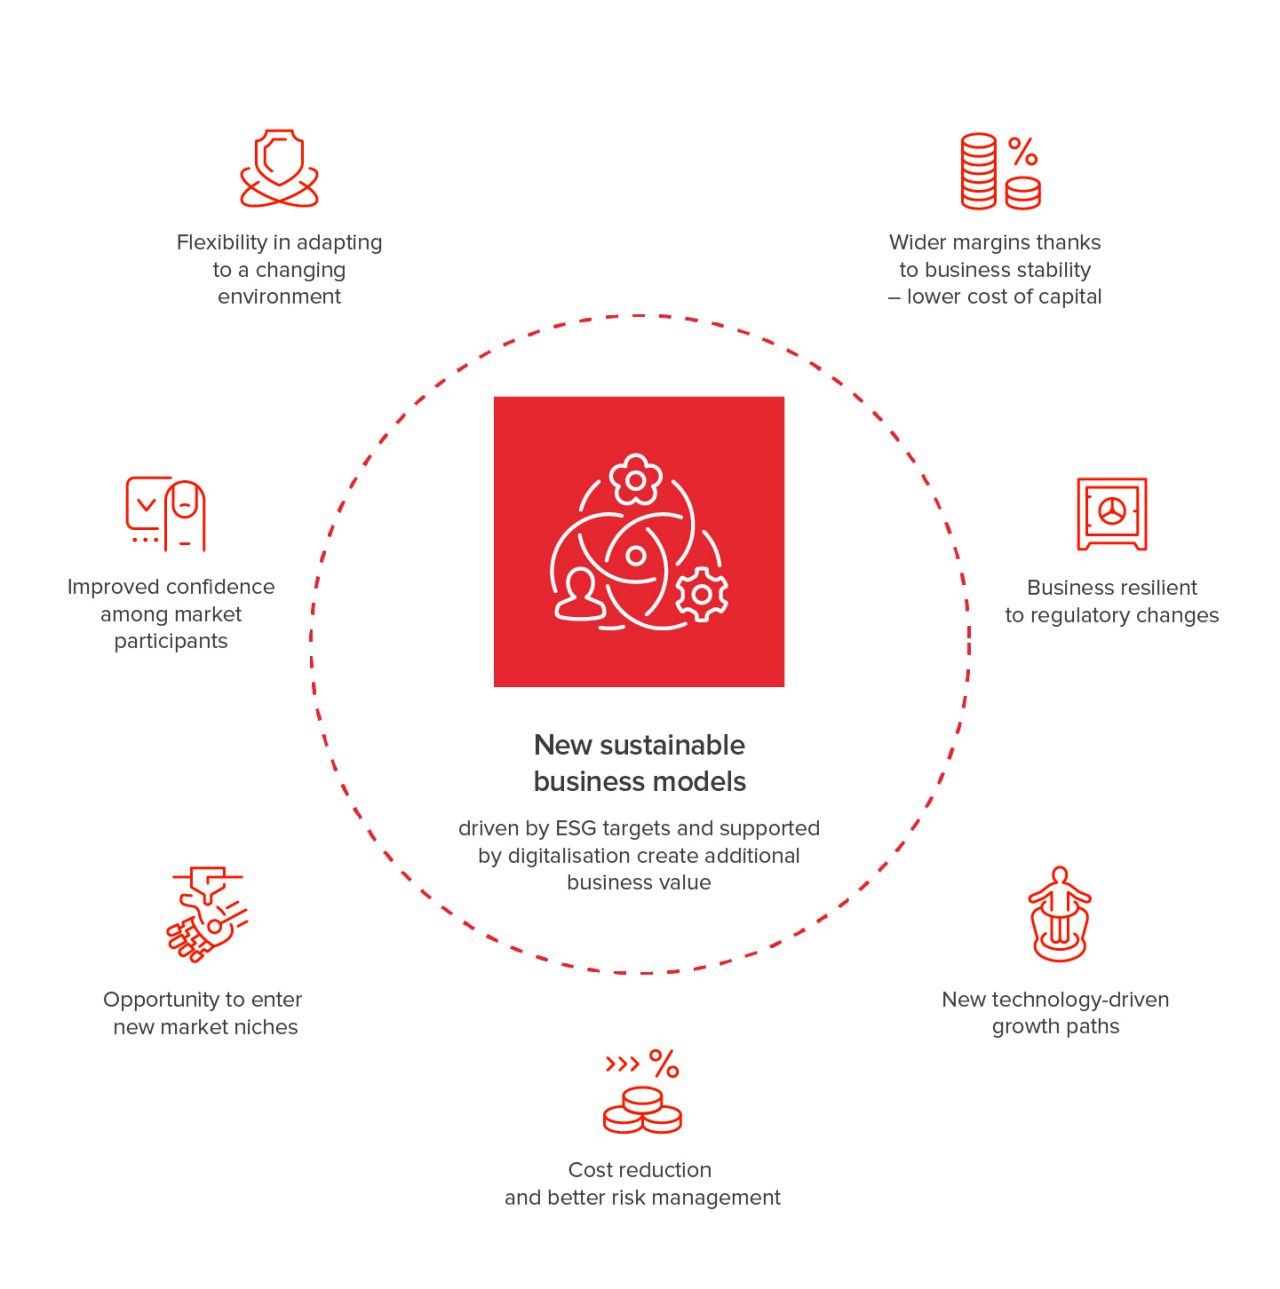 Flexibility in adapting
to a changing
environment
Wider margins thanks
to business stability
– lower cost of capital
Improved confidence
among market
participants
Business resilient
to regulatory changes
New sustainable
business models
driven by ESG targets and supported
by digitalisation create additional
business value
Opportunity to enter
new market niches
New technology-driven
growth paths
%
Cost reduction
and better risk management